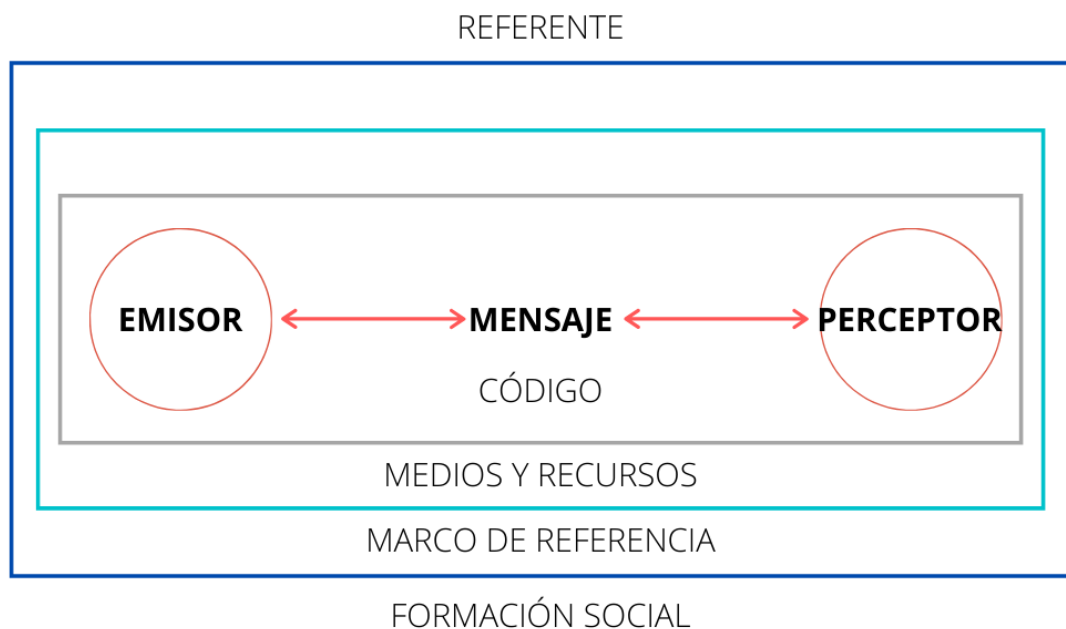 REFERENTE
EMISOR
MENSAJE
PERCEPTOR
CÓDIGO
MEDIOS Y RECURSOS
MARCO DE REFERENCIA
FORMACIÓN SOCIAL